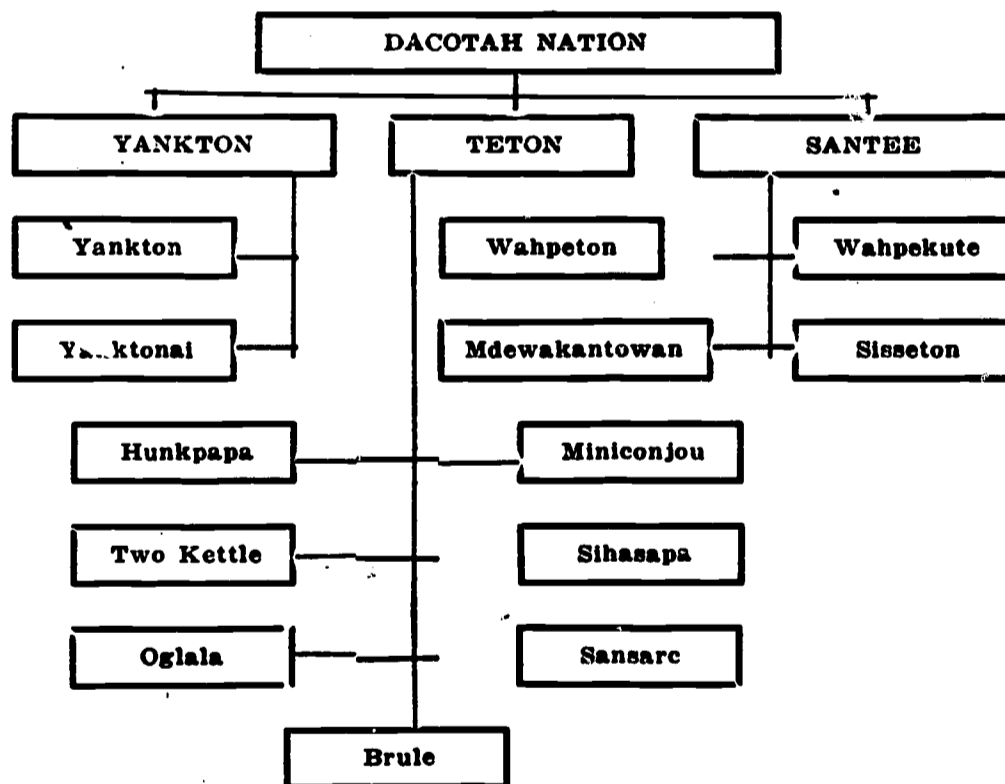 DACOTAH NATION
YANKTON
TETON
SANTEE
Yankton
Wahpeton
Wahpekute
Mdewakantowan
Sisseton
Hunkpapa
Miniconjou
Two Kettle
Sihasapa
Oglala
Sansarc
Brule